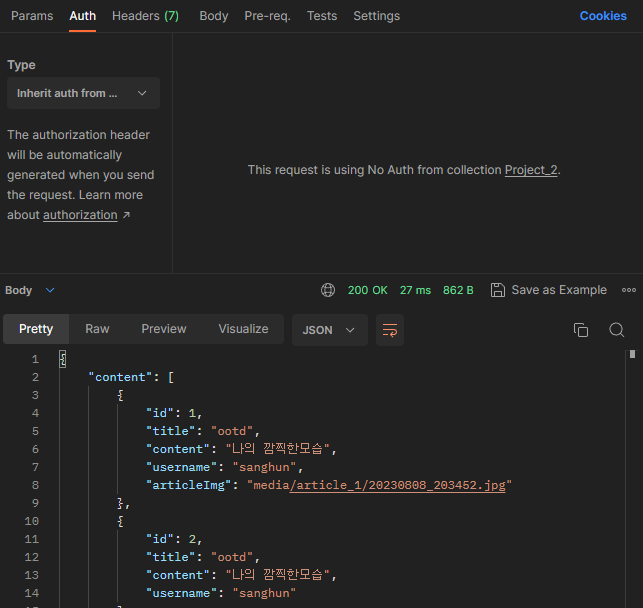 Params Auth Headers (7) Body Pre-req. Tests Settings Cookies
Type
Inherit auth from ...
The authorization header
will be automatically
generated when you send
the request. Learn more
about authorization ↗
This request is using No Auth from collection Project_2.
Body 200 OK 27 ms 862 B Save as Example
Pretty Raw Preview Visualize JSON
1 {
2 "content": [
3 {
4 "id": 1,
5 "title": "ootd",
6 "content": "나의 깜찍한모습",
7 "username": "sanghun",
8 "articleImg": "media/article_1/20230808_203452.jpg"
9 },
10 {
11 "id": 2,
12 "title": "ootd",
13 "content": "나의 깜찍한모습",
14 "username": "sanghun"